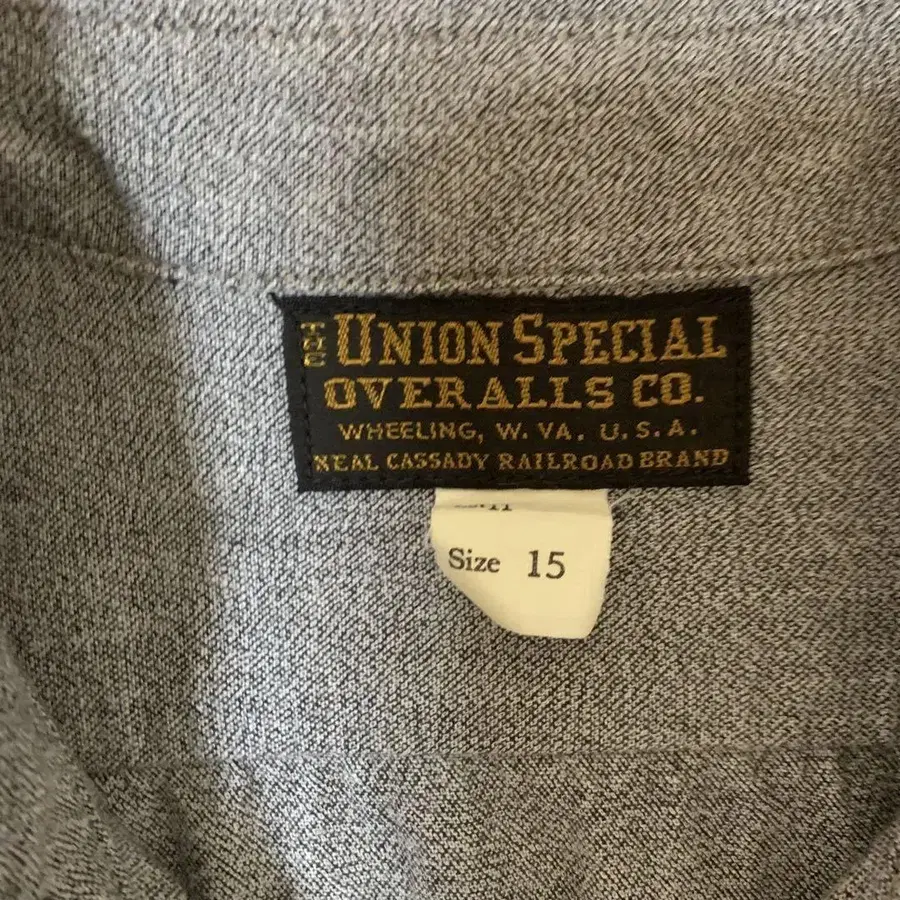 THE UNION SPECIAL
OVERALLS CO.
WHEELING, W. VA. U.S.A.
NEAL CASSADY RAILROAD BRAND
Size 15